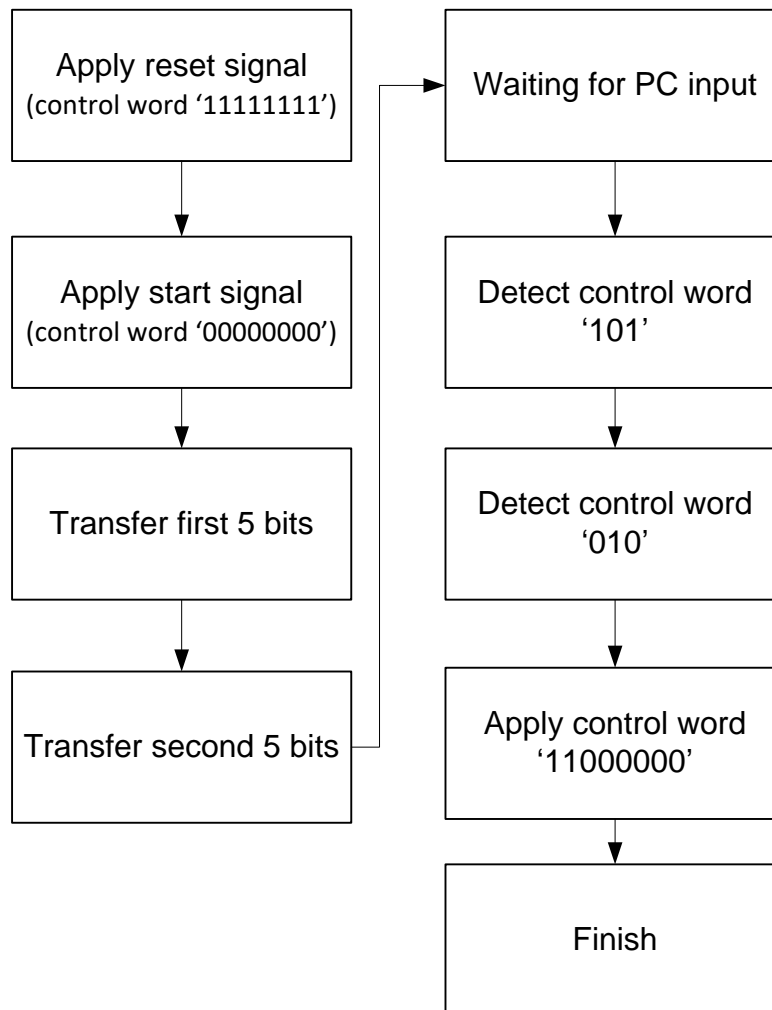 Apply reset signal
(control word ‘11111111’)
Apply start signal
(control word ‘00000000’)
Transfer first 5 bits
Transfer second 5 bits
Waiting for PC input
Detect control word
‘101’
Detect control word
‘010’
Apply control word
‘11000000’
Finish